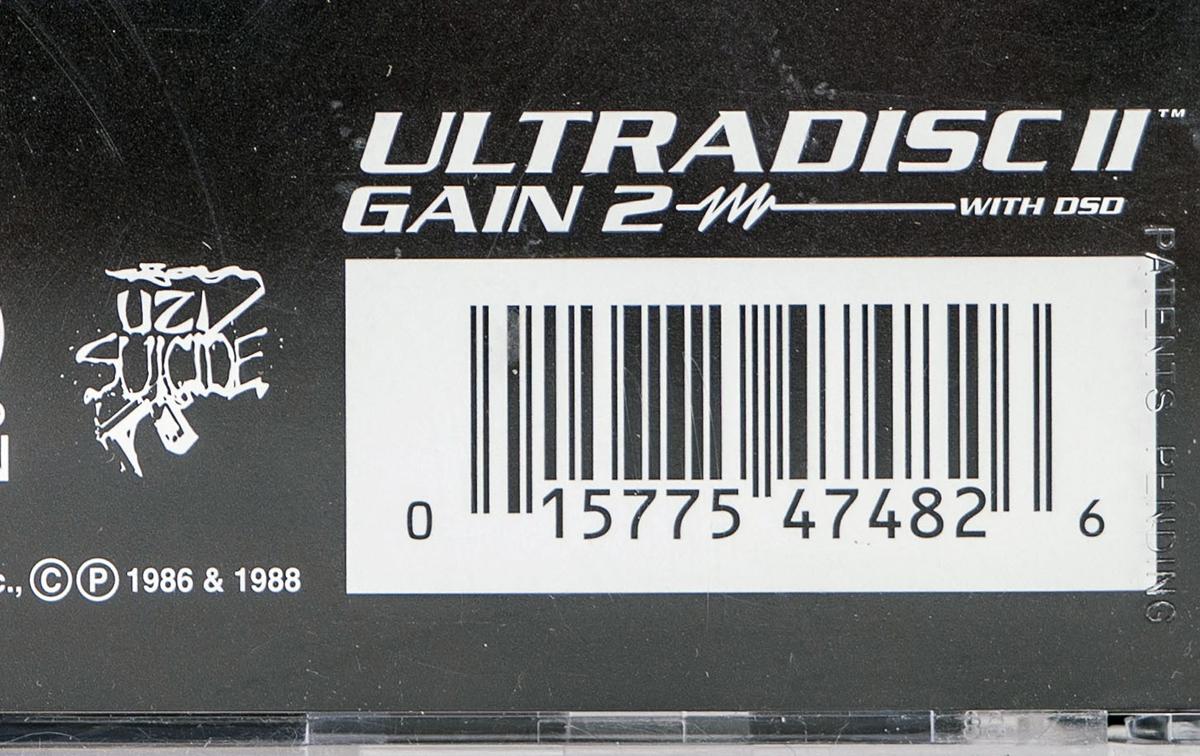 ULTRADISC II™
GAIN 2 WITH DSD
UZI
SUICIDE
0 15775 47482 6
PATENTS PENDING
c., © ℗ 1986 & 1988